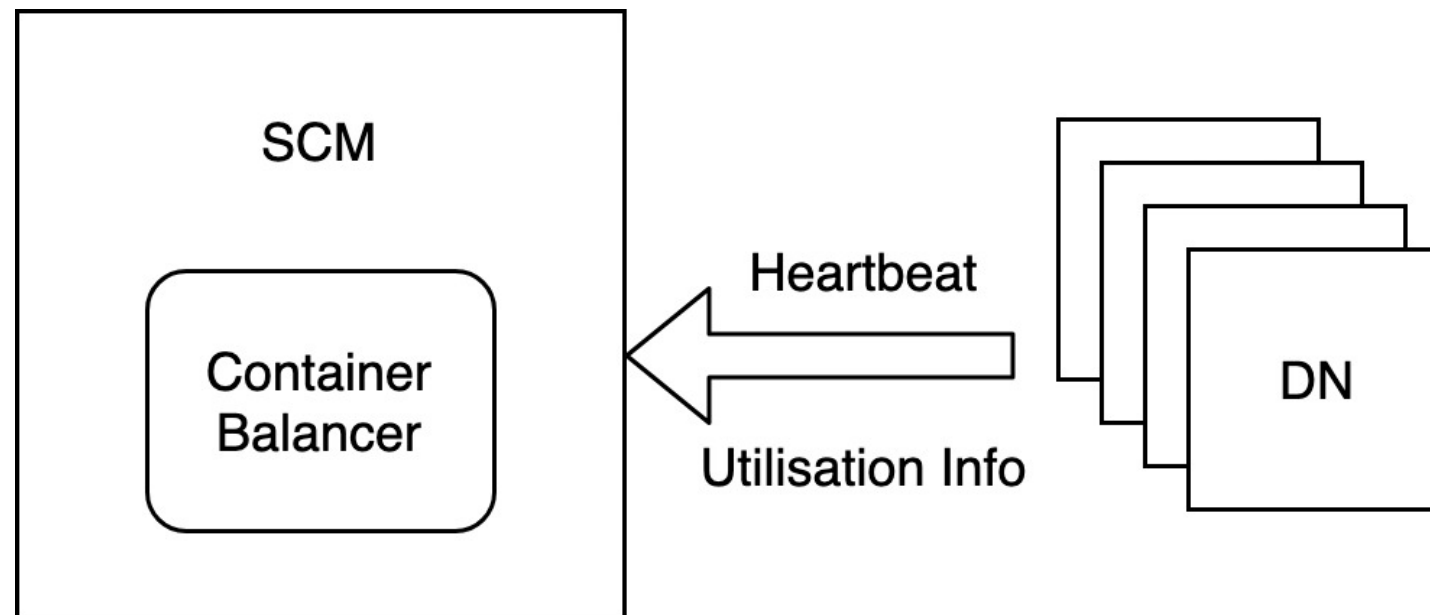 SCM
Container
Balancer
Heartbeat
Utilisation Info
DN